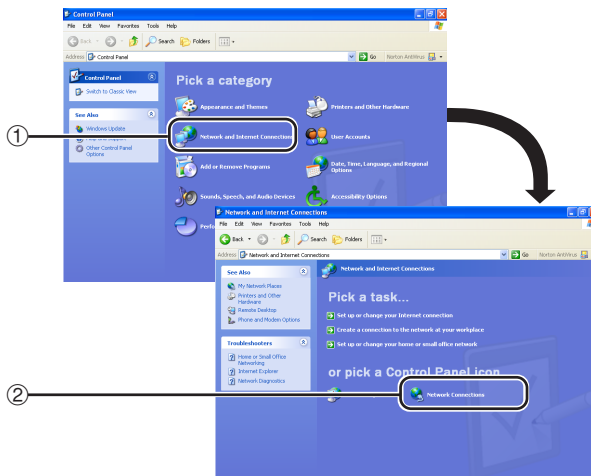 Control Panel
File Edit View Favorites Tools Help
Back Search Folders
Address Control Panel Go Norton AntiVirus
Control Panel
Switch to Classic View
See Also
Windows Update
Other Control Panel
Options
Pick a category
Appearance and Themes
Printers and Other Hardware
Network and Internet Connections
User Accounts
Add or Remove Programs
Date, Time, Language, and Regional
Options
Sounds, Speech, and Audio Devices
Accessibility Options
Perfo
①
Network and Internet Connections
File Edit View Favorites Tools Help
Back Search Folders
Address Network and Internet Connections Go Norton AntiVirus
See Also
My Network Places
Printers and Other
Hardware
Remote Desktop
Phone and Modem Options
Troubleshooters
Home or Small Office
Networking
Internet Explorer
Network Diagnostics
Network and Internet Connections
Pick a task...
Set up or change your Internet connection
Create a connection to the network at your workplace
Set up or change your home or small office network
or pick a Control Panel icon
Network Connections
②